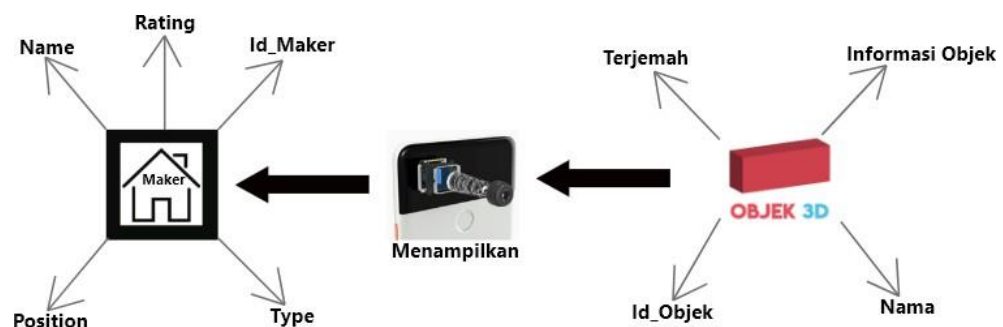 Rating
Name
Id_Maker
Terjemah
Informasi Objek
Maker
OBJEK 3D
Menampilkan
Position
Type
Id_Objek
Nama